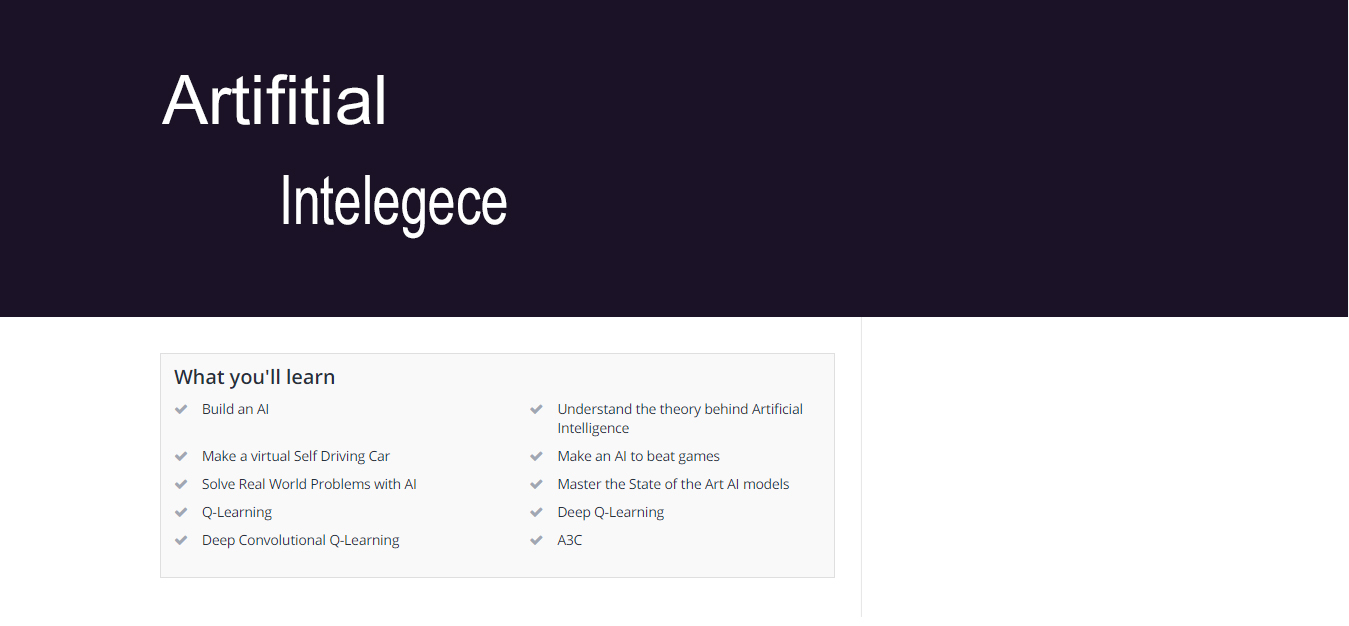 Artifitial
Intelegece
What you'll learn
Build an AI
Understand the theory behind Artificial
Intelligence
Make a virtual Self Driving Car
Make an AI to beat games
Solve Real World Problems with AI
Master the State of the Art AI models
Q-Learning
Deep Q-Learning
Deep Convolutional Q-Learning
A3C